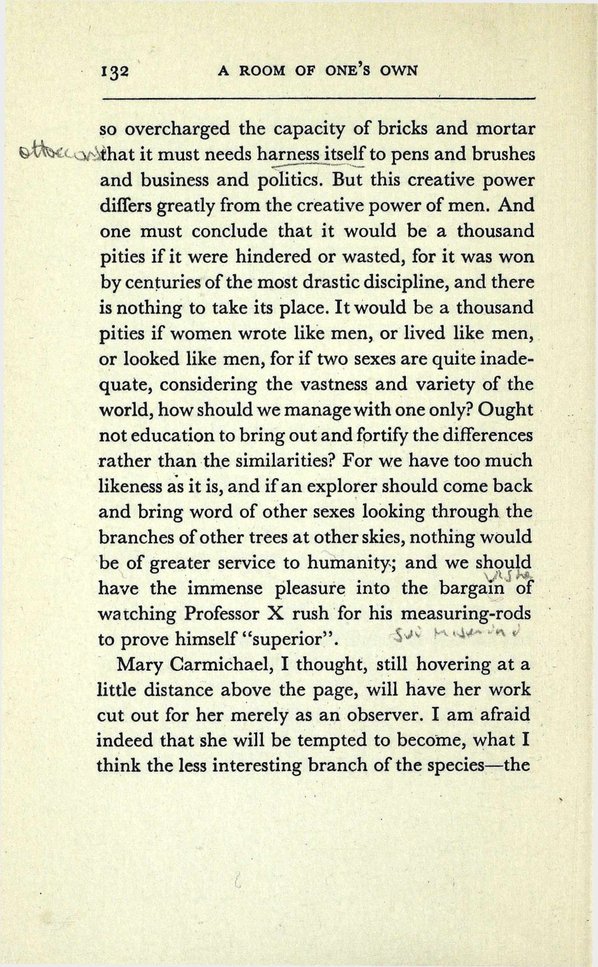 132 A ROOM OF ONE'S OWN
so overcharged the capacity of bricks and mortar
that it must needs harness itself to pens and brushes
and business and politics. But this creative power
differs greatly from the creative power of men. And
one must conclude that it would be a thousand
pities if it were hindered or wasted, for it was won
by centuries of the most drastic discipline, and there
is nothing to take its place. It would be a thousand
pities if women wrote like men, or lived like men,
or looked like men, for if two sexes are quite inade-
quate, considering the vastness and variety of the
world, how should we manage with one only? Ought
not education to bring out and fortify the differences
rather than the similarities? For we have too much
likeness as it is, and if an explorer should come back
and bring word of other sexes looking through the
branches of other trees at other skies, nothing would
be of greater service to humanity; and we should
have the immense pleasure into the bargain of
watching Professor X rush for his measuring-rods
to prove himself "superior".
Mary Carmichael, I thought, still hovering at a
little distance above the page, will have her work
cut out for her merely as an observer. I am afraid
indeed that she will be tempted to become, what I
think the less interesting branch of the species—the